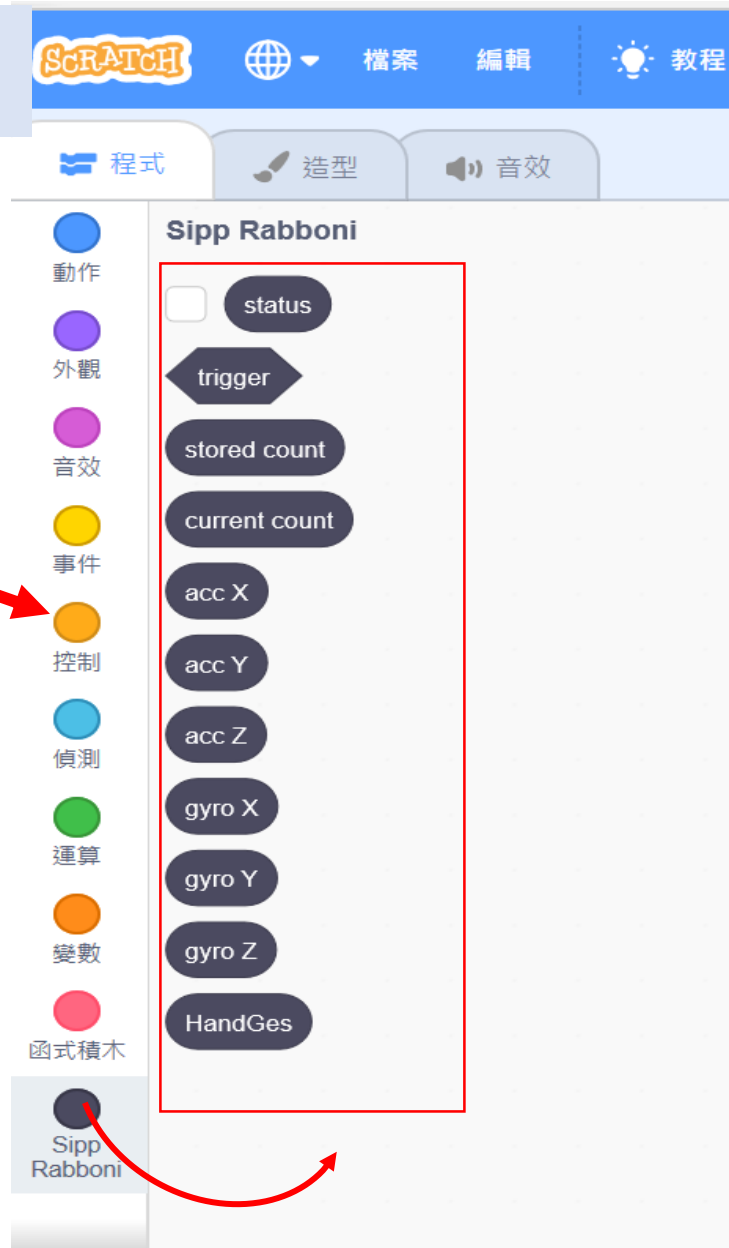 SCRATCH 檔案 編輯 教程
程式 造型 音效
Sipp Rabboni
動作
外觀
音效
事件
控制
偵測
運算
變數
函式積木
Sipp
Rabboni
status
trigger
stored count
current count
acc X
acc Y
acc Z
gyro X
gyro Y
gyro Z
HandGes